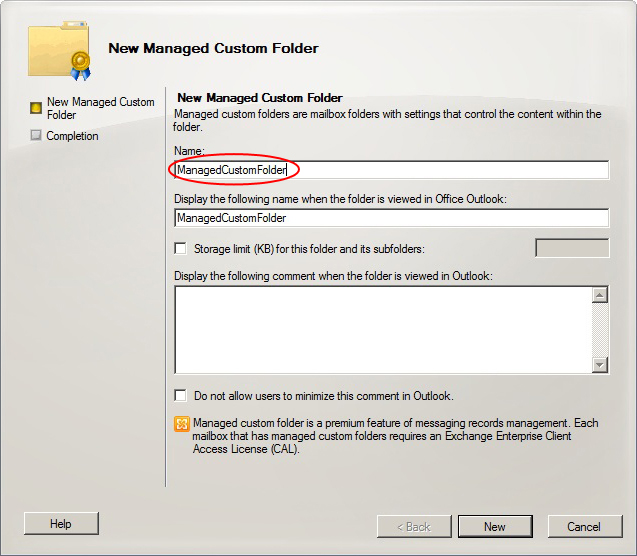 New Managed Custom Folder
New Managed Custom
Folder
Completion
New Managed Custom Folder
Managed custom folders are mailbox folders with settings that control the content within the
folder.
Name:
ManagedCustomFolder
Display the following name when the folder is viewed in Office Outlook:
ManagedCustomFolder
Storage limit (KB) for this folder and its subfolders:
Display the following comment when the folder is viewed in Outlook:
Do not allow users to minimize this comment in Outlook.
Managed custom folder is a premium feature of messaging records management. Each
mailbox that has managed custom folders requires an Exchange Enterprise Client
Access License (CAL).
Help
< Back
New
Cancel